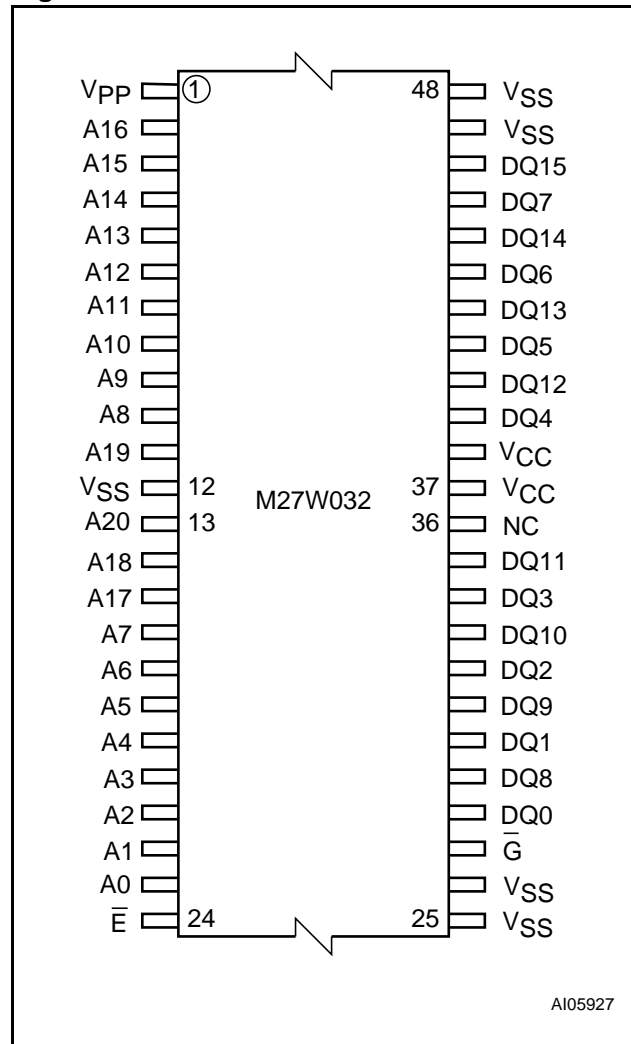 VPP 1 48 VSS
A16 VSS
A15 DQ15
A14 DQ7
A13 DQ14
A12 DQ6
A11 DQ13
A10 DQ5
A9 DQ12
A8 DQ4
A19 VCC
VSS 12 M27W032 37 VCC
A20 13 36 NC
A18 DQ11
A17 DQ3
A7 DQ10
A6 DQ2
A5 DQ9
A4 DQ1
A3 DQ8
A2 DQ0
A1 G̅
A0 VSS
E̅ 24 25 VSS
AI05927